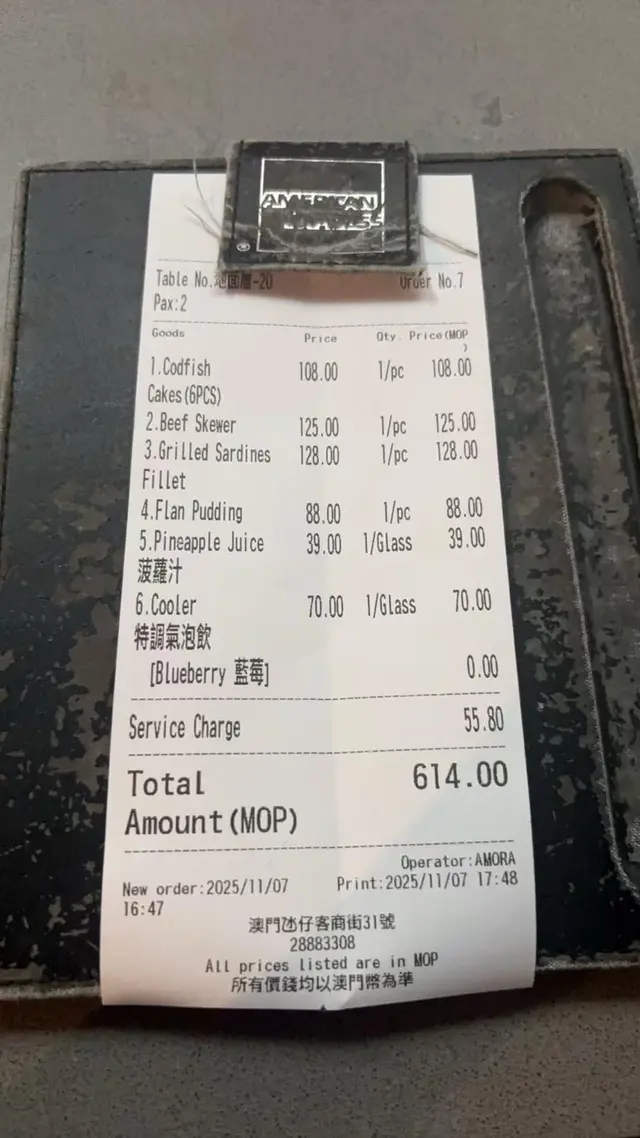 AMERICAN
EXPRESS
®
Table No.地面層-20 Order No.7
Pax:2
Goods Price Qty. Price(MOP
)
1.Codfish 108.00 1/pc 108.00
Cakes(6PCS)
2.Beef Skewer 125.00 1/pc 125.00
3.Grilled Sardines 128.00 1/pc 128.00
Fillet
4.Flan Pudding 88.00 1/pc 88.00
5.Pineapple Juice 39.00 1/Glass 39.00
菠蘿汁
6.Cooler 70.00 1/Glass 70.00
特調氣泡飲
[Blueberry 藍莓] 0.00
Service Charge 55.80
Total 614.00
Amount(MOP)
Operator:AMORA
New order:2025/11/07 Print:2025/11/07 17:48
16:47
澳門氹仔客商街31號
28883308
All prices listed are in MOP
所有價錢均以澳門幣為準